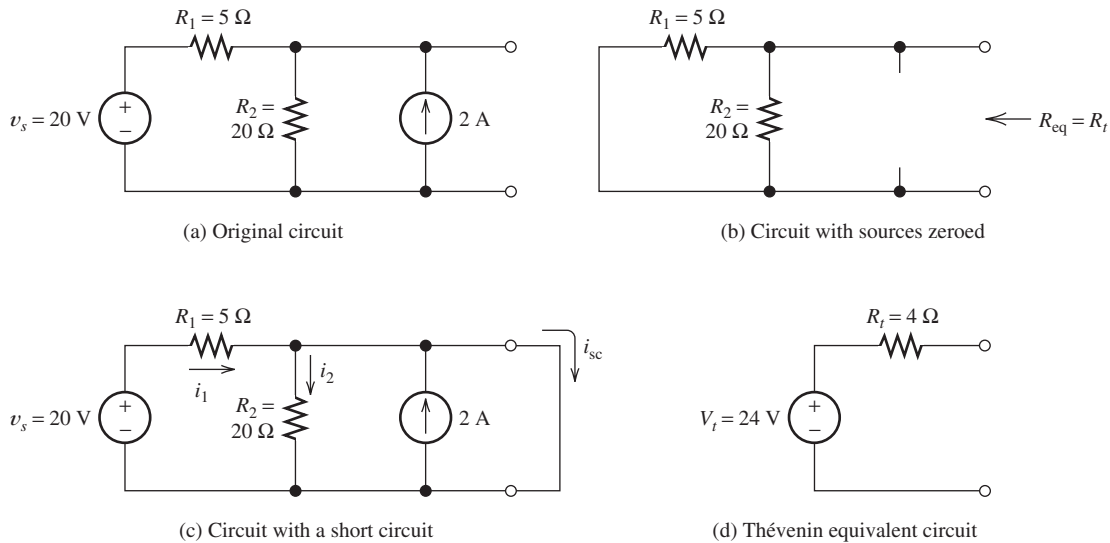 R₁ = 5 Ω
vₛ = 20 V
+
−
R₂ =
20 Ω
2 A
(a) Original circuit
R₁ = 5 Ω
R₂ =
20 Ω
R_eq = Rₜ
(b) Circuit with sources zeroed
R₁ = 5 Ω
i₁
i₂
i_sc
vₛ = 20 V
+
−
R₂ =
20 Ω
2 A
(c) Circuit with a short circuit
Rₜ = 4 Ω
Vₜ = 24 V
+
−
(d) Thévenin equivalent circuit